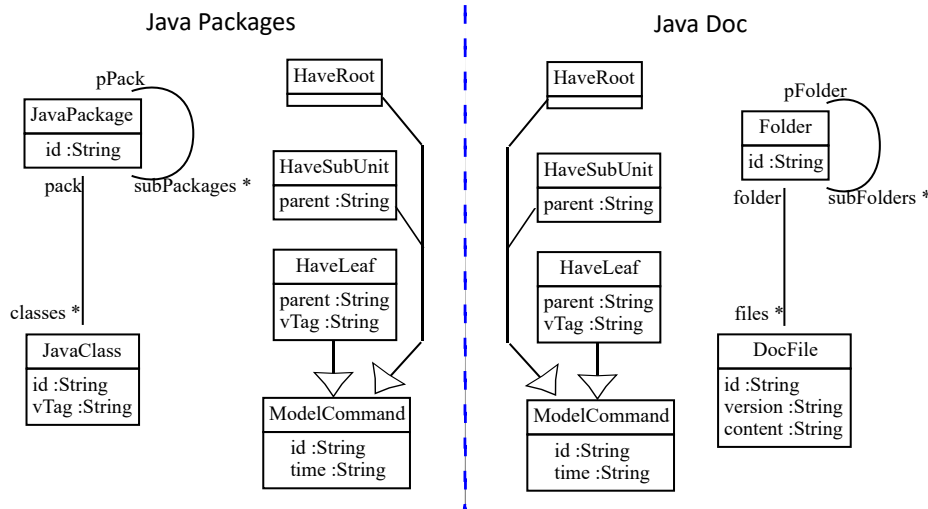 Java Packages
pPack
JavaPackage
id :String
pack
subPackages *
classes *
JavaClass
id :String
vTag :String
HaveRoot
HaveSubUnit
parent :String
HaveLeaf
parent :String
vTag :String
ModelCommand
id :String
time :String
Java Doc
HaveRoot
HaveSubUnit
parent :String
HaveLeaf
parent :String
vTag :String
ModelCommand
id :String
time :String
pFolder
Folder
id :String
folder
subFolders *
files *
DocFile
id :String
version :String
content :String